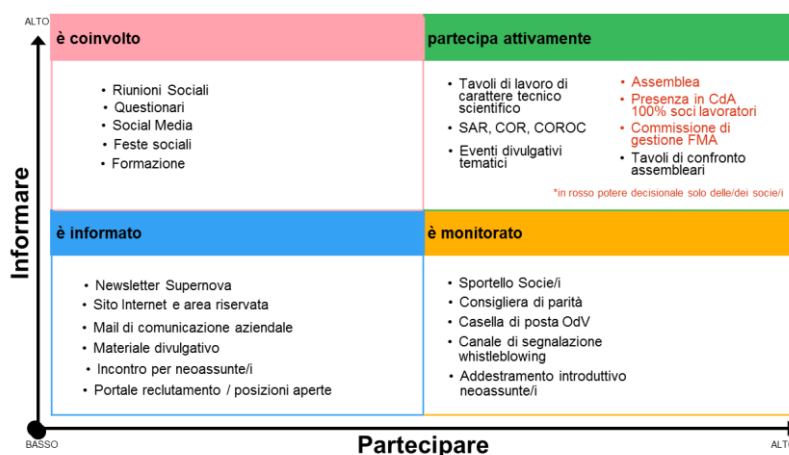 ALTO
è coinvolto
• Riunioni Sociali
• Questionari
• Social Media
• Feste sociali
• Formazione
partecipa attivamente
• Tavoli di lavoro di
carattere tecnico
scientifico
• SAR, COR, COROC
• Eventi divulgativi
tematici
• Assemblea
• Presenza in CdA
100% soci lavoratori
• Commissione di
gestione FMA
• Tavoli di confronto
assembleari
*in rosso potere decisionale solo delle/dei socie/i
Informare
è informato
• Newsletter Supernova
• Sito Internet e area riservata
• Mail di comunicazione aziendale
• Materiale divulgativo
• Incontro per neoassunte/i
• Portale reclutamento / posizioni aperte
è monitorato
• Sportello Socie/i
• Consigliera di parità
• Casella di posta OdV
• Canale di segnalazione
whistleblowing
• Addestramento introduttivo
neoassunte/i
BASSO
Partecipare
ALTO